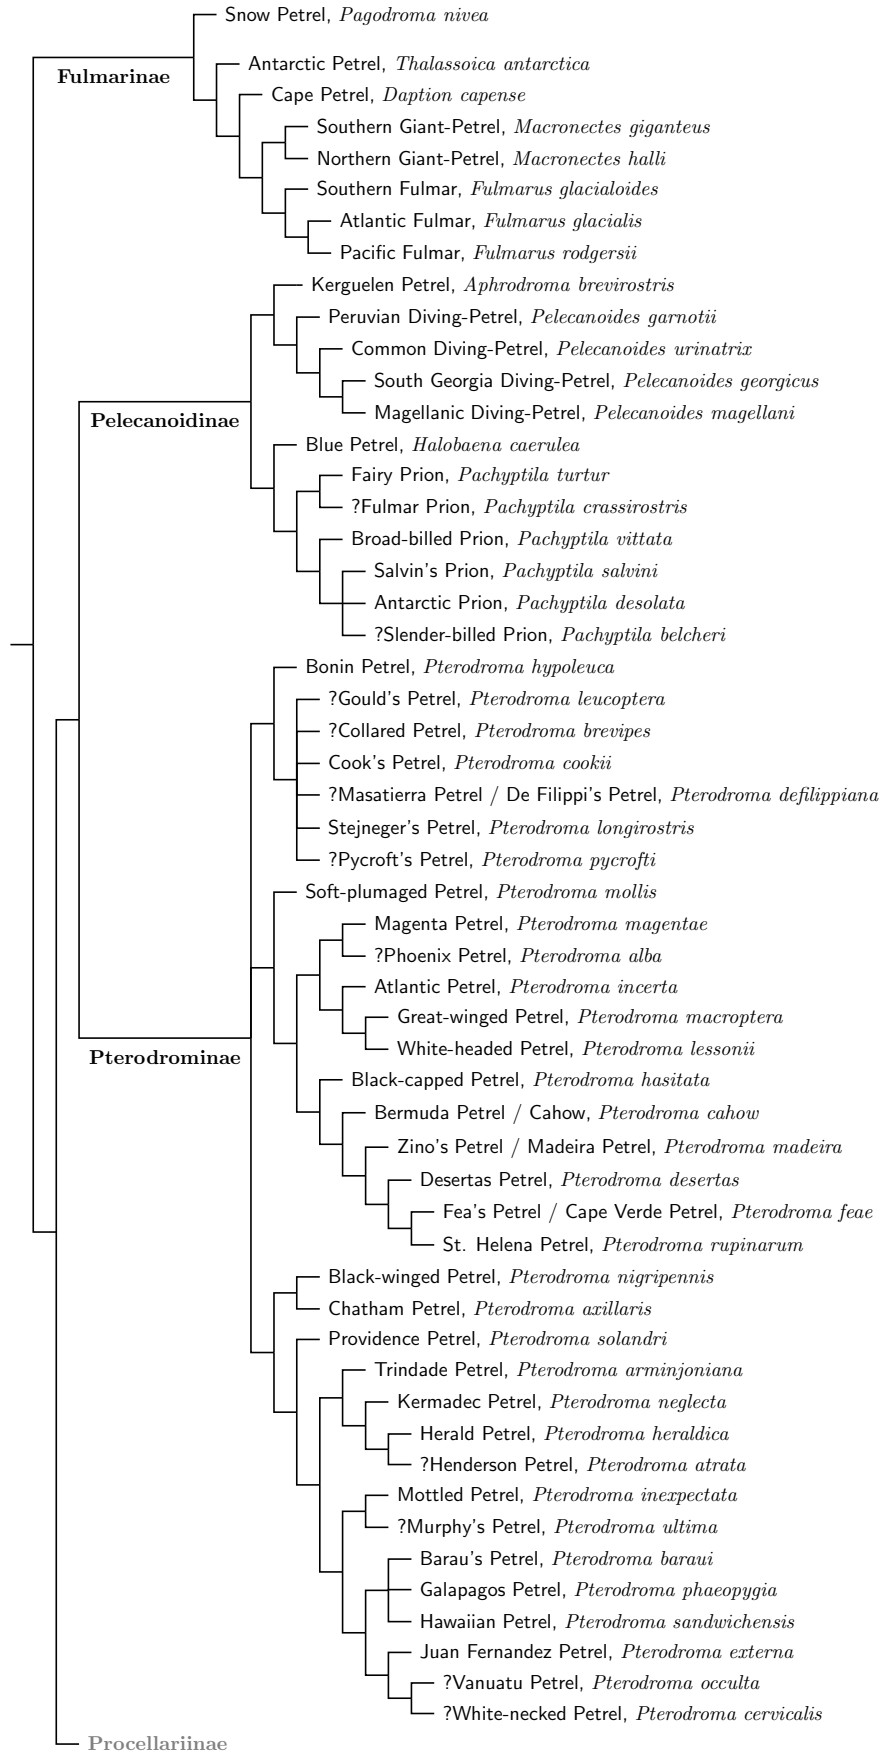 Snow Petrel, Pagodroma nivea
Fulmarinae
Antarctic Petrel, Thalassoica antarctica
Cape Petrel, Daption capense
Southern Giant-Petrel, Macronectes giganteus
Northern Giant-Petrel, Macronectes halli
Southern Fulmar, Fulmarus glacialoides
Atlantic Fulmar, Fulmarus glacialis
Pacific Fulmar, Fulmarus rodgersii
Kerguelen Petrel, Aphrodroma brevirostris
Peruvian Diving-Petrel, Pelecanoides garnotii
Common Diving-Petrel, Pelecanoides urinatrix
South Georgia Diving-Petrel, Pelecanoides georgicus
Magellanic Diving-Petrel, Pelecanoides magellani
Pelecanoidinae
Blue Petrel, Halobaena caerulea
Fairy Prion, Pachyptila turtur
?Fulmar Prion, Pachyptila crassirostris
Broad-billed Prion, Pachyptila vittata
Salvin's Prion, Pachyptila salvini
Antarctic Prion, Pachyptila desolata
?Slender-billed Prion, Pachyptila belcheri
Bonin Petrel, Pterodroma hypoleuca
?Gould's Petrel, Pterodroma leucoptera
?Collared Petrel, Pterodroma brevipes
Cook's Petrel, Pterodroma cookii
?Masatierra Petrel / De Filippi's Petrel, Pterodroma defilippiana
Stejneger's Petrel, Pterodroma longirostris
?Pycroft's Petrel, Pterodroma pycrofti
Soft-plumaged Petrel, Pterodroma mollis
Magenta Petrel, Pterodroma magentae
?Phoenix Petrel, Pterodroma alba
Atlantic Petrel, Pterodroma incerta
Great-winged Petrel, Pterodroma macroptera
White-headed Petrel, Pterodroma lessonii
Pterodrominae
Black-capped Petrel, Pterodroma hasitata
Bermuda Petrel / Cahow, Pterodroma cahow
Zino's Petrel / Madeira Petrel, Pterodroma madeira
Desertas Petrel, Pterodroma desertas
Fea's Petrel / Cape Verde Petrel, Pterodroma feae
St. Helena Petrel, Pterodroma rupinarum
Black-winged Petrel, Pterodroma nigripennis
Chatham Petrel, Pterodroma axillaris
Providence Petrel, Pterodroma solandri
Trindade Petrel, Pterodroma arminjoniana
Kermadec Petrel, Pterodroma neglecta
Herald Petrel, Pterodroma heraldica
?Henderson Petrel, Pterodroma atrata
Mottled Petrel, Pterodroma inexpectata
?Murphy's Petrel, Pterodroma ultima
Barau's Petrel, Pterodroma baraui
Galapagos Petrel, Pterodroma phaeopygia
Hawaiian Petrel, Pterodroma sandwichensis
Juan Fernandez Petrel, Pterodroma externa
?Vanuatu Petrel, Pterodroma occulta
?White-necked Petrel, Pterodroma cervicalis
Procellariinae